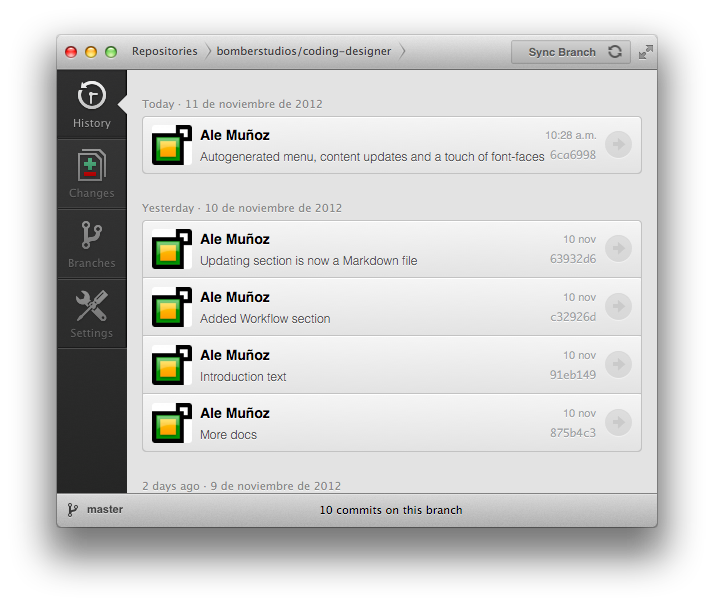 Repositories bomberstudios/coding-designer Sync Branch
History
Changes
Branches
Settings
Today · 11 de noviembre de 2012
Ale Muñoz 10:28 a.m.
Autogenerated menu, content updates and a touch of font-faces 6ca6998
Yesterday · 10 de noviembre de 2012
Ale Muñoz 10 nov
Updating section is now a Markdown file 63932d6
Ale Muñoz 10 nov
Added Workflow section c32926d
Ale Muñoz 10 nov
Introduction text 91eb149
Ale Muñoz 10 nov
More docs 875b4c3
2 days ago · 9 de noviembre de 2012
master 10 commits on this branch